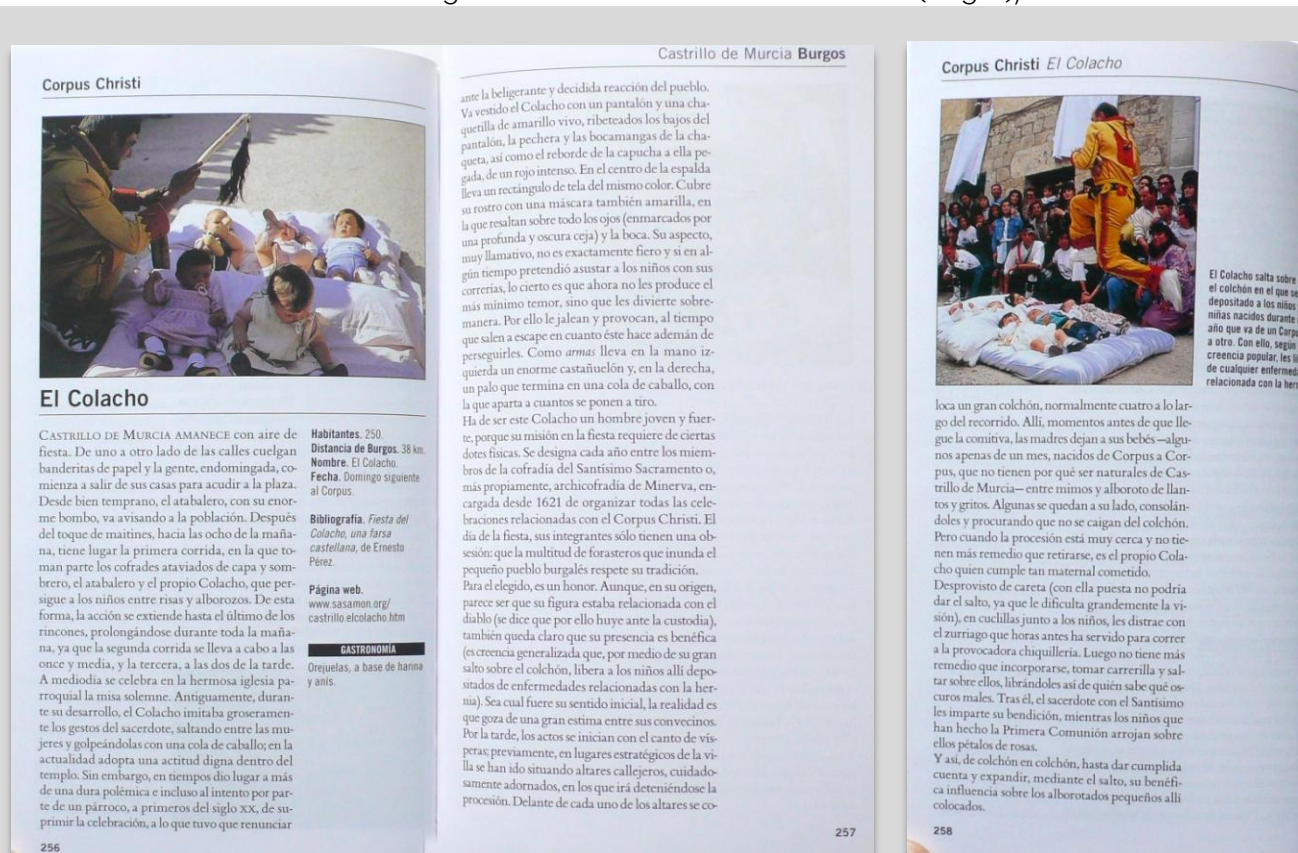 Corpus Christi
El Colacho
CASTRILLO DE MURCIA AMANECE con aire de
fiesta. De uno a otro lado de las calles cuelgan
banderitas de papel y la gente, endomingada, co-
mienza a salir de sus casas para acudir a la plaza.
Desde bien temprano, el atabalero, con su enor-
me bombo, va avisando a la población. Después
del toque de maitines, hacia las ocho de la maña-
na, tiene lugar la primera corrida, en la que to-
man parte los cofrades ataviados de capa y som-
brero, el atabalero y el propio Colacho, que per-
sigue a los niños entre risas y alborozos. De esta
forma, la acción se extiende hasta el último de los
rincones, prolongándose durante toda la maña-
na, ya que la segunda corrida se lleva a cabo a las
once y media, y la tercera, a las dos de la tarde.
A mediodía se celebra en la hermosa iglesia pa-
rroquial la misa solemne. Antiguamente, duran-
te su desarrollo, el Colacho imitaba groseramen-
te los gestos del sacerdote, saltando entre las mu-
jeres y golpeándolas con una cola de caballo; en la
actualidad adopta una actitud digna dentro del
templo. Sin embargo, en tiempos dio lugar a más
de una dura polémica e incluso al intento por par-
te de un párroco, a primeros del siglo XX, de su-
primir la celebración, a lo que tuvo que renunciar
Habitantes. 250.
Distancia de Burgos. 38 km.
Nombre. El Colacho.
Fecha. Domingo siguiente
al Corpus.
Bibliografía. Fiesta del
Colacho, una farsa
castellana, de Ernesto
Pérez.
Página web.
www.sasamon.org/
castrillo.elcolacho.htm
GASTRONOMÍA
Orejuelas, a base de harina
y anís.
256
Castrillo de Murcia Burgos
ante la beligerante y decidida reacción del pueblo.
Va vestido el Colacho con un pantalón y una cha-
quetilla de amarillo vivo, ribeteados los bajos del
pantalón, la pechera y las bocamangas de la cha-
queta, así como el reborde de la capucha a ella pe-
gada, de un rojo intenso. En el centro de la espalda
lleva un rectángulo de tela del mismo color. Cubre
su rostro con una máscara también amarilla, en
la que resaltan sobre todo los ojos (enmarcados por
una profunda y oscura ceja) y la boca. Su aspecto,
muy llamativo, no es exactamente fiero y si en al-
gún tiempo pretendió asustar a los niños con sus
correrías, lo cierto es que ahora no les produce el
más mínimo temor, sino que les divierte sobre-
manera. Por ello le jalean y provocan, al tiempo
que salen a escape en cuanto éste hace ademán de
perseguirles. Como armas lleva en la mano iz-
quierda un enorme castañuelón y, en la derecha,
un palo que termina en una cola de caballo, con
la que aparta a cuantos se ponen a tiro.
Ha de ser este Colacho un hombre joven y fuer-
te, porque su misión en la fiesta requiere de ciertas
dotes físicas. Se designa cada año entre los miem-
bros de la cofradía del Santísimo Sacramento o,
más propiamente, archicofradía de Minerva, en-
cargada desde 1621 de organizar todas las cele-
braciones relacionadas con el Corpus Christi. El
día de la fiesta, sus integrantes sólo tienen una ob-
sesión: que la multitud de forasteros que inunda el
pequeño pueblo burgalés respete su tradición.
Para el elegido, es un honor. Aunque, en su origen,
parece ser que su figura estaba relacionada con el
diablo (se dice que por ello huye ante la custodia),
también queda claro que su presencia es benéfica
(es creencia generalizada que, por medio de su gran
salto sobre el colchón, libera a los niños allí depo-
sitados de enfermedades relacionadas con la her-
nia). Sea cual fuere su sentido inicial, la realidad es
que goza de una gran estima entre sus convecinos.
Por la tarde, los actos se inician con el canto de vís-
peras; previamente, en lugares estratégicos de la vi-
lla se han ido situando altares callejeros, cuidado-
samente adornados, en los que irá deteniéndose la
procesión. Delante de cada uno de los altares se co-
257
Corpus Christi El Colacho
El Colacho salta sobre
el colchón en el que se
depositado a los niños
niñas nacidos durante
año que va de un Corpu
a otro. Con ello, según
creencia popular, les li
de cualquier enfermeda
relacionada con la hern
loca un gran colchón, normalmente cuatro a lo lar-
go del recorrido. Allí, momentos antes de que lle-
gue la comitiva, las madres dejan a sus bebés —algu-
nos apenas de un mes, nacidos de Corpus a Cor-
pus, que no tienen por qué ser naturales de Cas-
trillo de Murcia— entre mimos y alboroto de llan-
tos y gritos. Algunas se quedan a su lado, consolán-
doles y procurando que no se caigan del colchón.
Pero cuando la procesión está muy cerca y no tie-
nen más remedio que retirarse, es el propio Cola-
cho quien cumple tan maternal cometido.
Desprovisto de careta (con ella puesta no podría
dar el salto, ya que le dificulta grandemente la vi-
sión), en cuclillas junto a los niños, les distrae con
el zurriago que horas antes ha servido para correr
a la provocadora chiquillería. Luego no tiene más
remedio que incorporarse, tomar carrerilla y sal-
tar sobre ellos, librándoles así de quién sabe qué os-
curos males. Tras él, el sacerdote con el Santísimo
les imparte su bendición, mientras los niños que
han hecho la Primera Comunión arrojan sobre
ellos pétalos de rosas.
Y así, de colchón en colchón, hasta dar cumplida
cuenta y expandir, mediante el salto, su benéfi-
ca influencia sobre los alborotados pequeños allí
colocados.
258